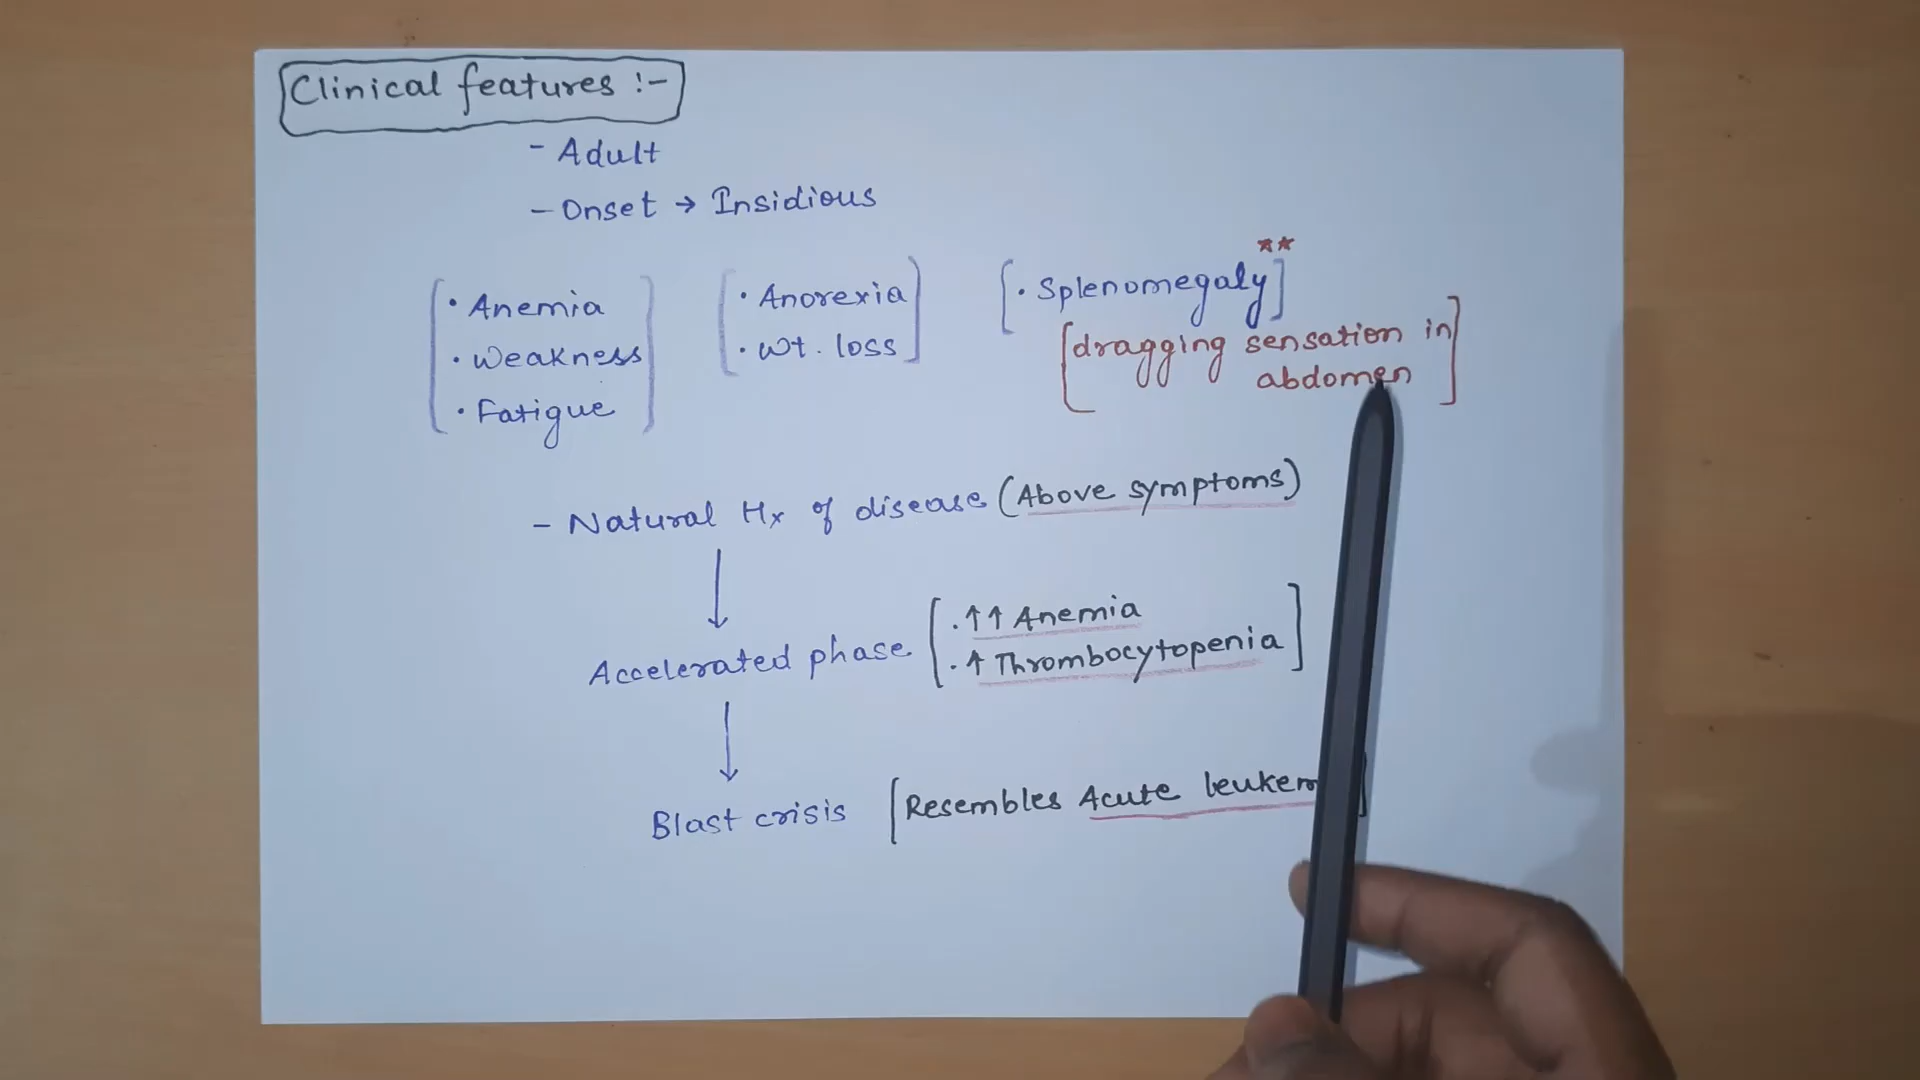 Clinical features :-
- Adult
- Onset → Insidious
• Anemia
• Weakness
• Fatigue
• Anorexia
• Wt. loss
**
• Splenomegaly
dragging sensation in
abdomen
- Natural Hx of disease (Above symptoms)
↓
Accelerated phase
• ↑↑ Anemia
• ↑ Thrombocytopenia
↓
Blast crisis [Resembles Acute